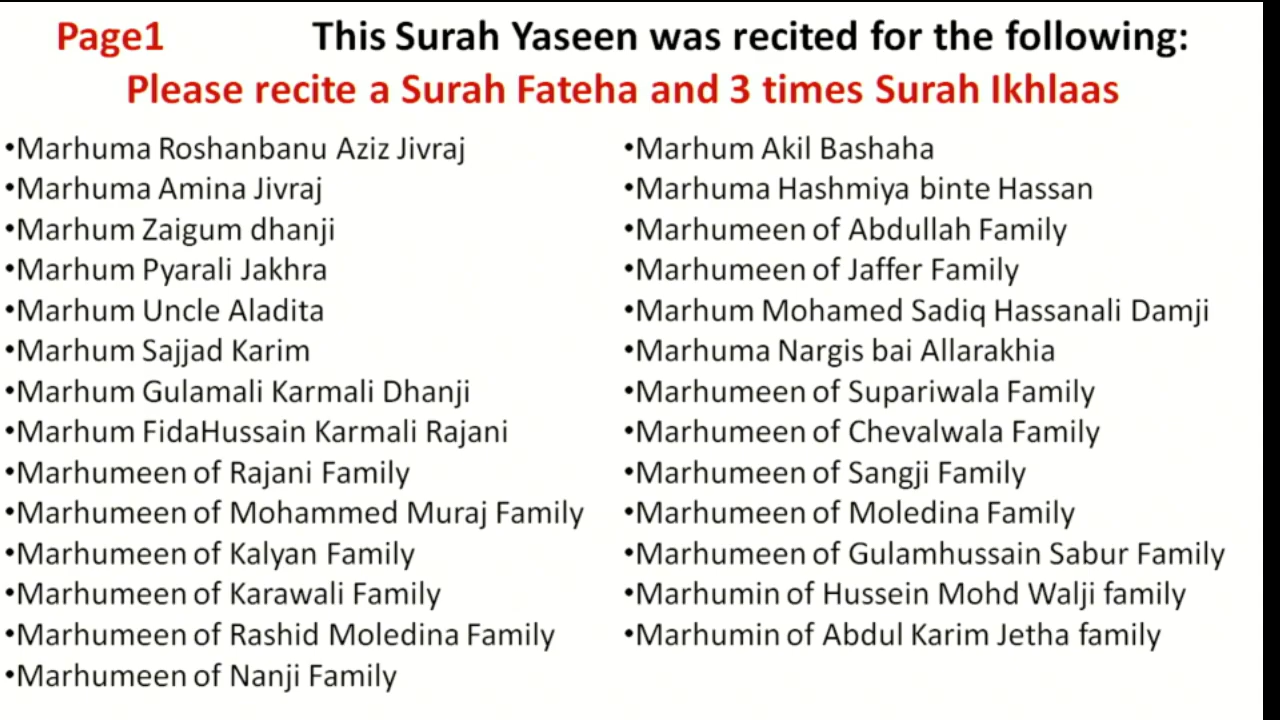 Page1 This Surah Yaseen was recited for the following:
Please recite a Surah Fateha and 3 times Surah Ikhlaas
•Marhuma Roshanbanu Aziz Jivraj
•Marhuma Amina Jivraj
•Marhum Zaigum dhanji
•Marhum Pyarali Jakhra
•Marhum Uncle Aladita
•Marhum Sajjad Karim
•Marhum Gulamali Karmali Dhanji
•Marhum FidaHussain Karmali Rajani
•Marhumeen of Rajani Family
•Marhumeen of Mohammed Muraj Family
•Marhumeen of Kalyan Family
•Marhumeen of Karawali Family
•Marhumeen of Rashid Moledina Family
•Marhumeen of Nanji Family
•Marhum Akil Bashaha
•Marhuma Hashmiya binte Hassan
•Marhumeen of Abdullah Family
•Marhumeen of Jaffer Family
•Marhum Mohamed Sadiq Hassanali Damji
•Marhuma Nargis bai Allarakhia
•Marhumeen of Supariwala Family
•Marhumeen of Chevalwala Family
•Marhumeen of Sangji Family
•Marhumeen of Moledina Family
•Marhumeen of Gulamhussain Sabur Family
•Marhumin of Hussein Mohd Walji family
•Marhumin of Abdul Karim Jetha family